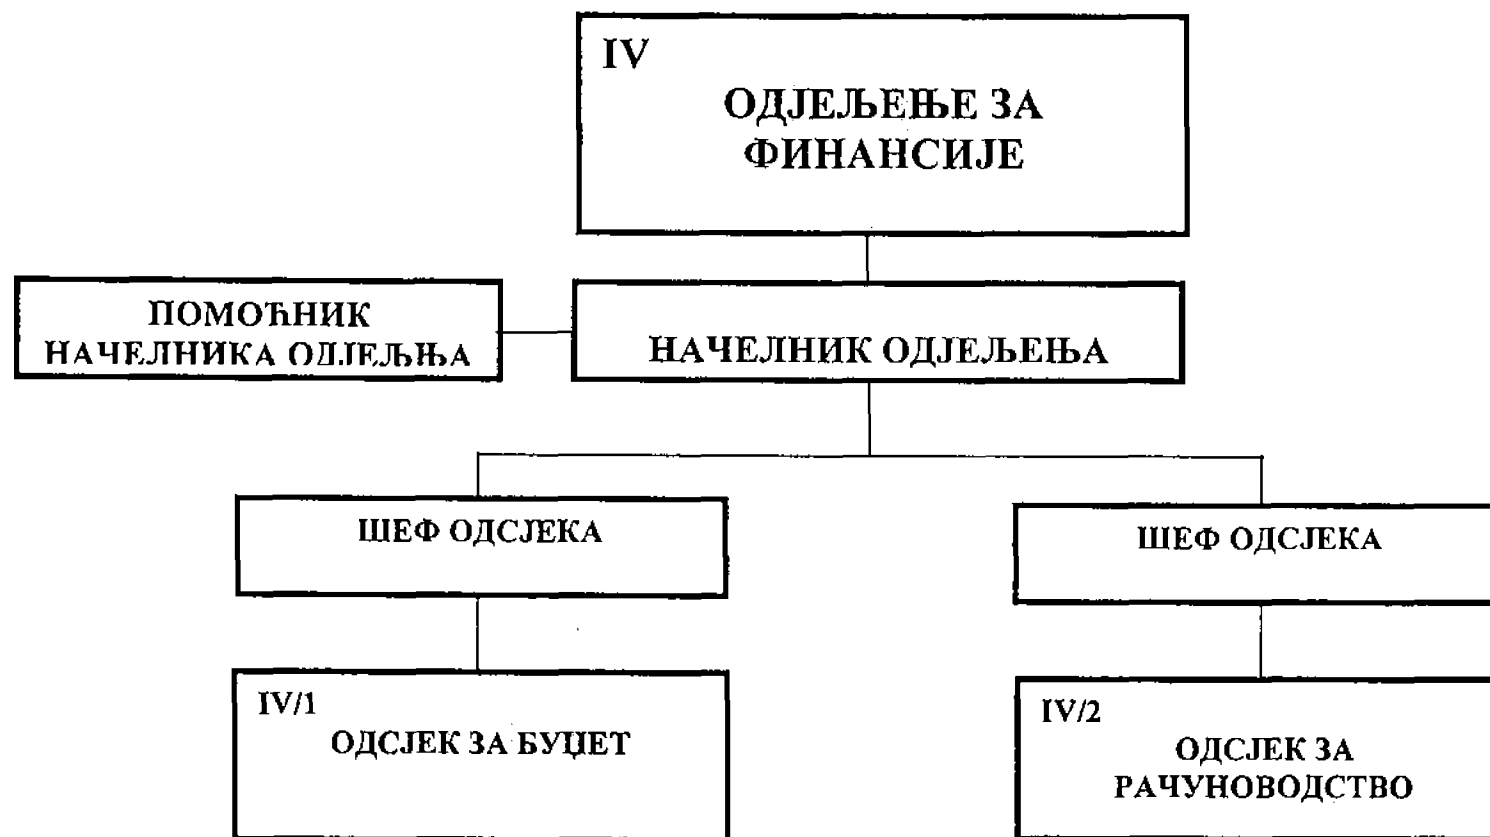 IV
ОДЈЕЉЕЊЕ ЗА
ФИНАНСИЈЕ
ПОМОЋНИК
НАЧЕЛНИКА ОДЈЕЉЊА
НАЧЕЛНИК ОДЈЕЉЕЊА
ШЕФ ОДСЈЕКА
ШЕФ ОДСЈЕКА
IV/1
ОДСЈЕК ЗА БУЏЕТ
IV/2
ОДСЈЕК ЗА
РАЧУНОВОДСТВО